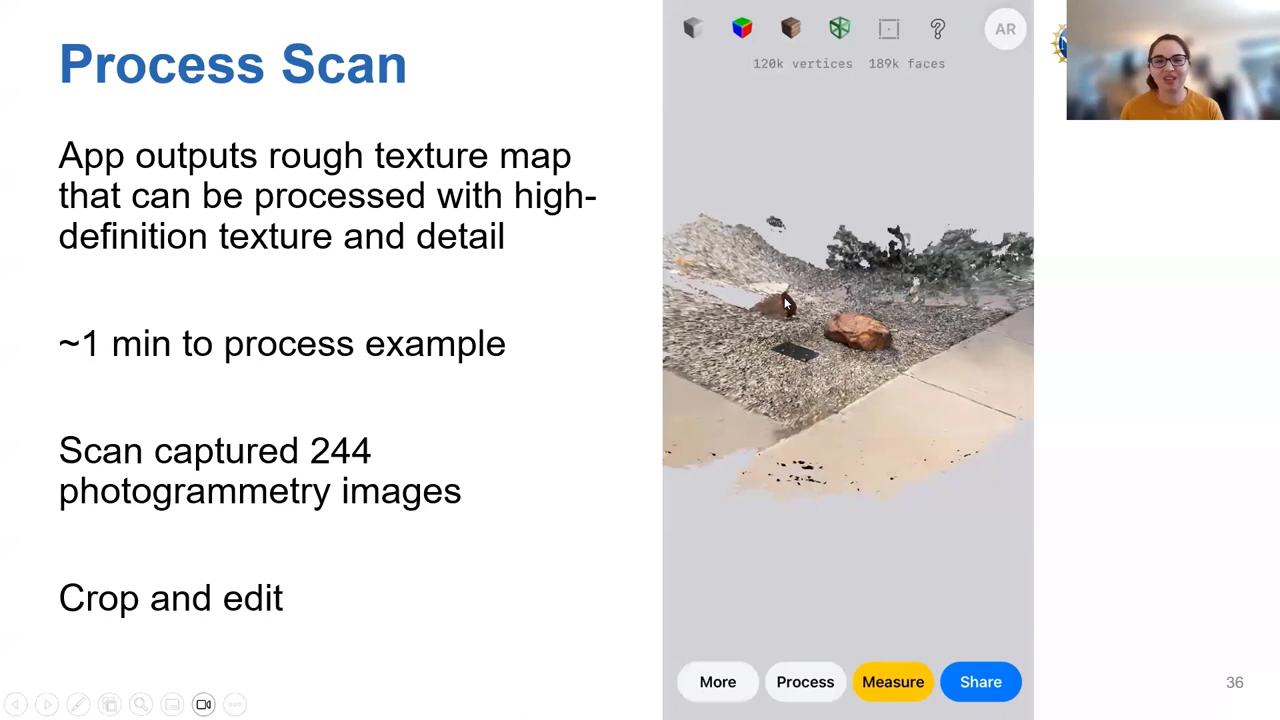 Process Scan
App outputs rough texture map
that can be processed with high-
definition texture and detail
~1 min to process example
Scan captured 244
photogrammetry images
Crop and edit
AR
120k vertices 189k faces
More Process Measure Share
36